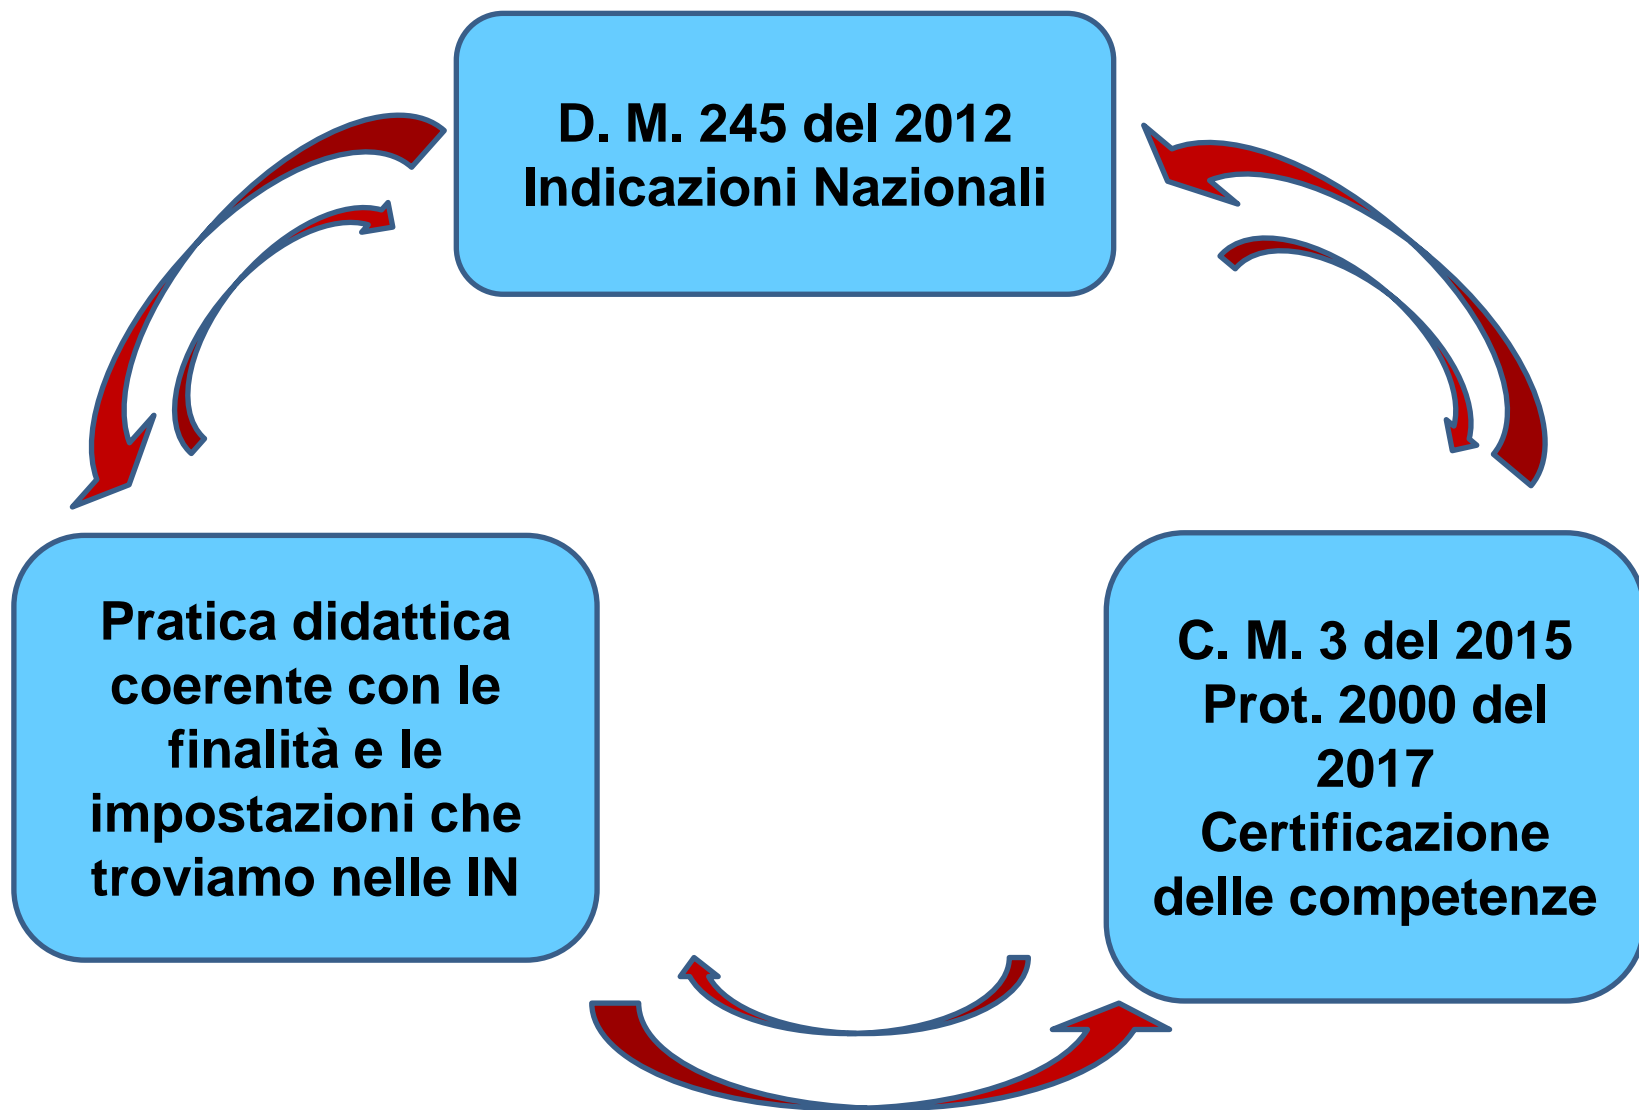 D. M. 245 del 2012
Indicazioni Nazionali
Pratica didattica
coerente con le
finalità e le
impostazioni che
troviamo nelle IN
C. M. 3 del 2015
Prot. 2000 del
2017
Certificazione
delle competenze